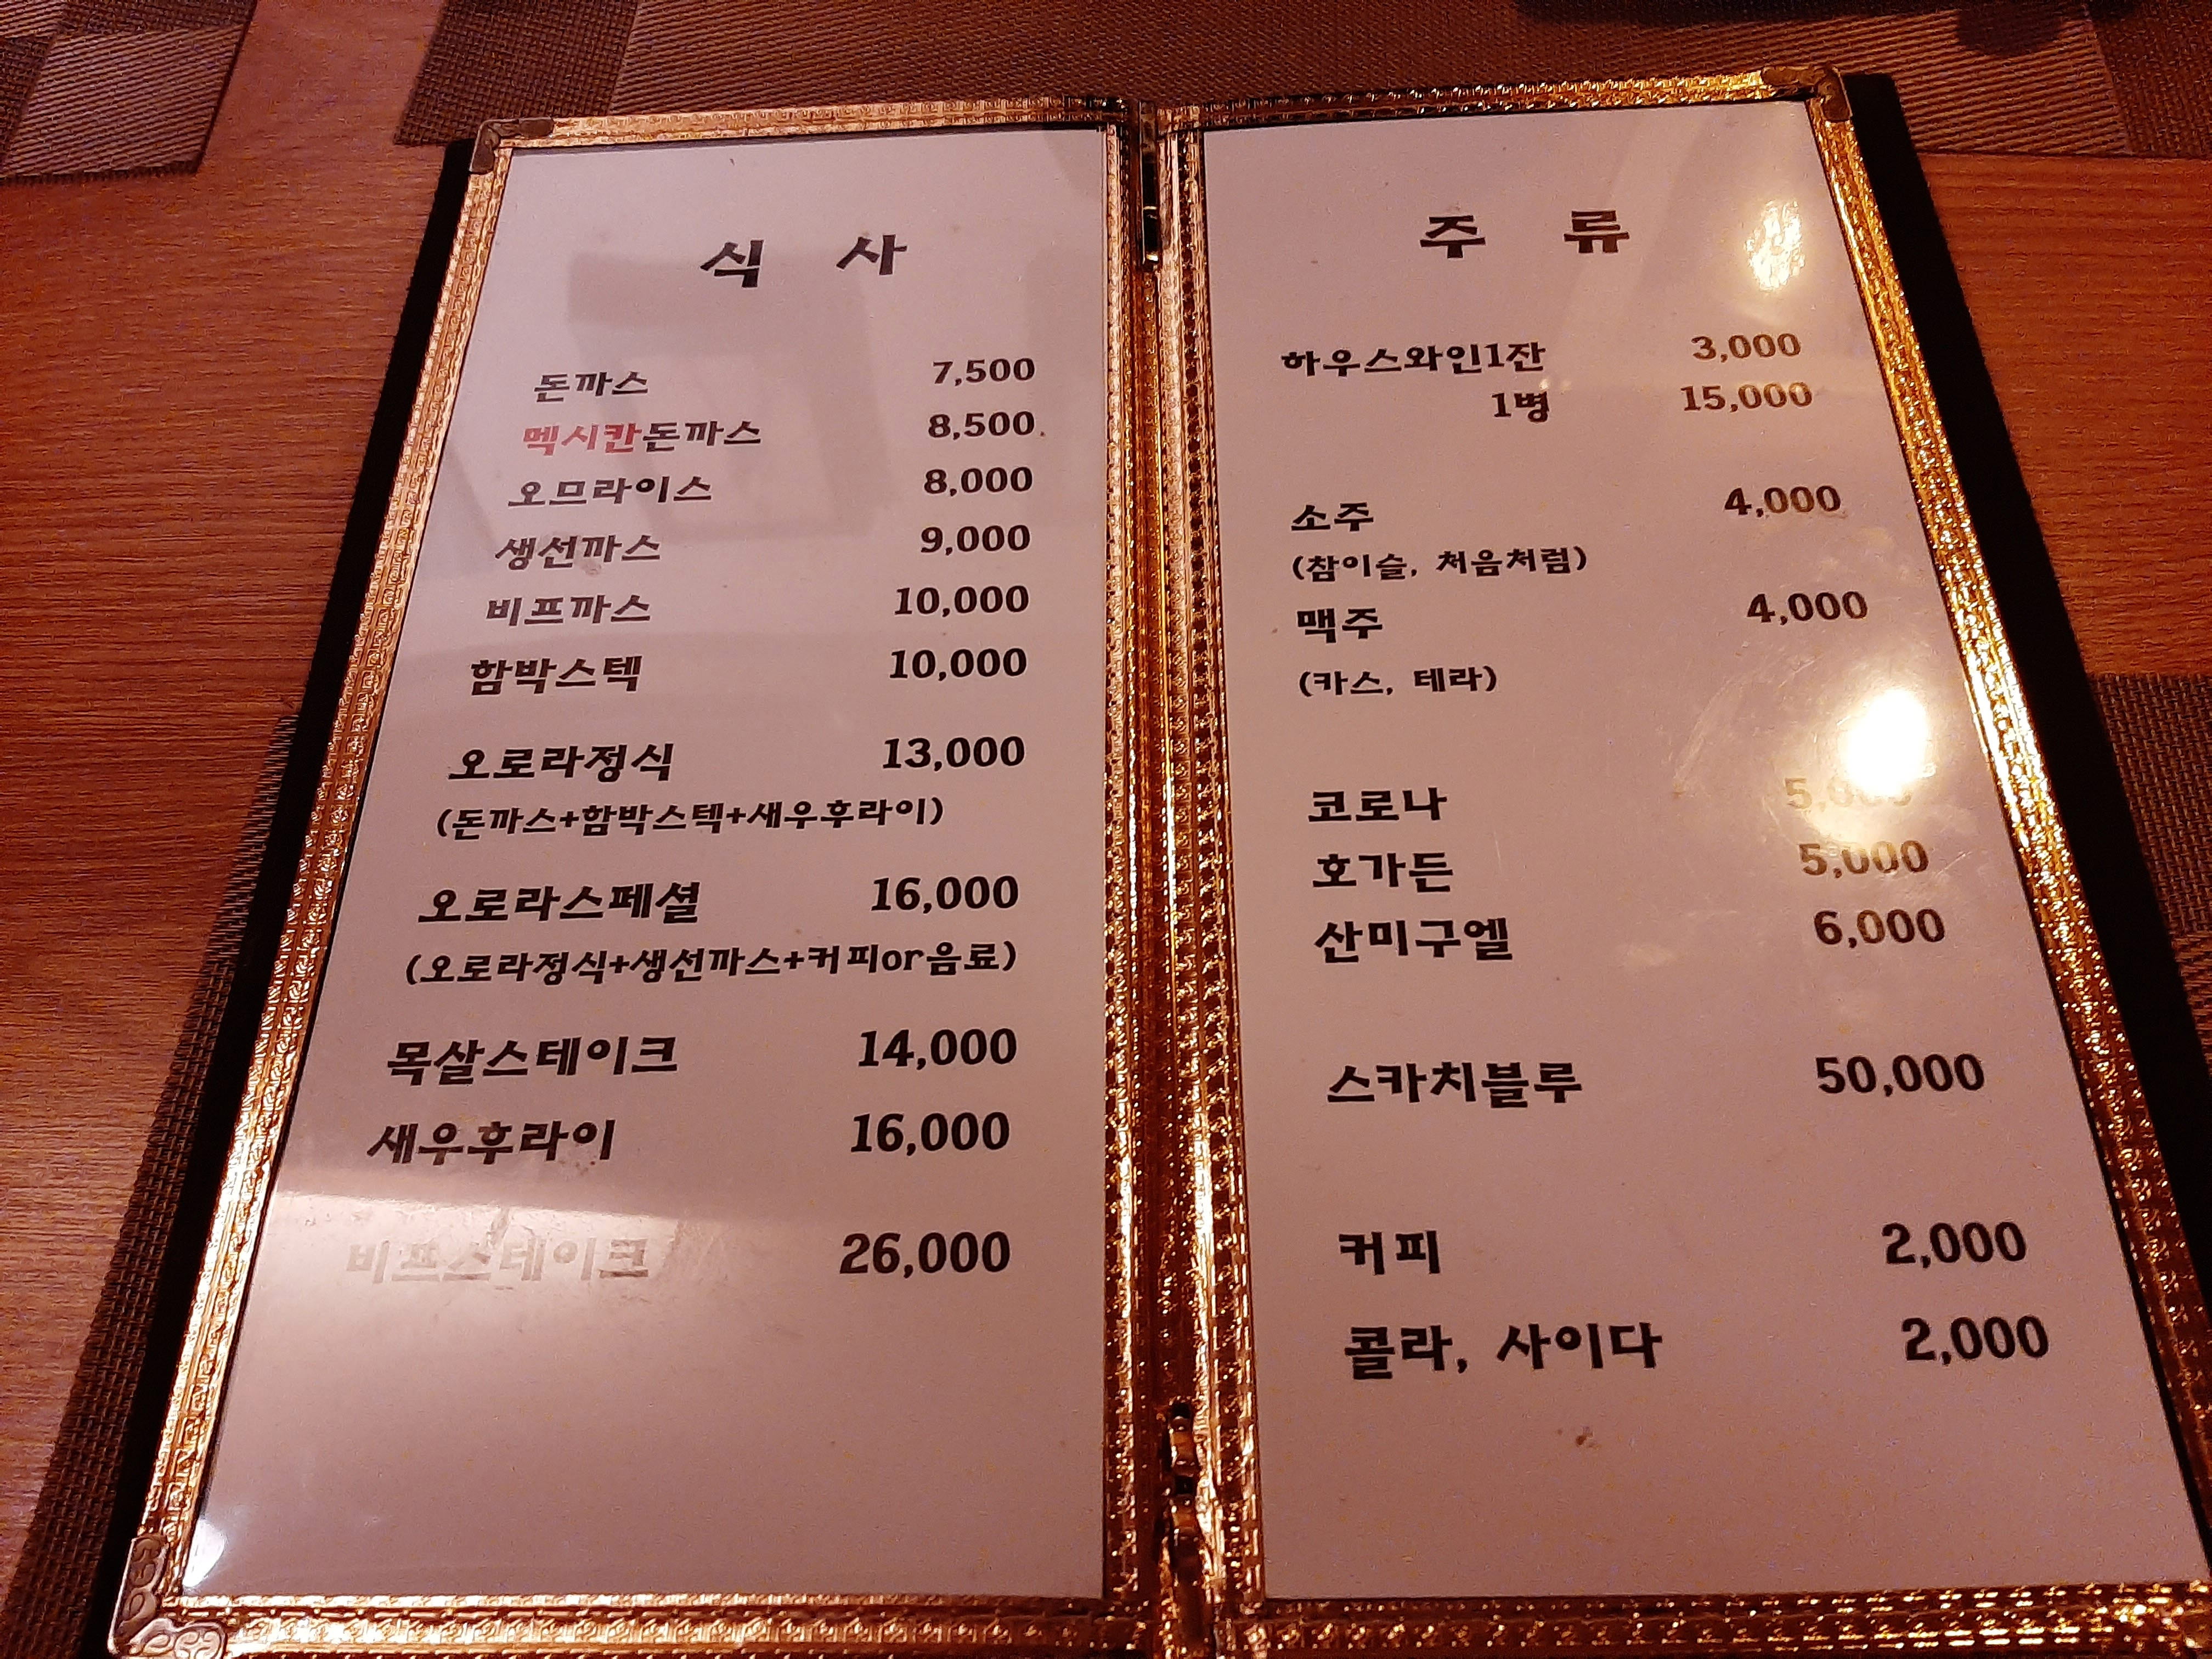 식 사
돈까스 7,500
멕시칸돈까스 8,500
오므라이스 8,000
생선까스 9,000
비프까스 10,000
함박스텍 10,000
오로라정식 13,000
(돈까스+함박스텍+새우후라이)
오로라스페셜 16,000
(오로라정식+생선까스+커피or음료)
목살스테이크 14,000
새우후라이 16,000
비프스테이크 26,000
주 류
하우스와인1잔 3,000
1병 15,000
소주 4,000
(참이슬, 처음처럼)
맥주 4,000
(카스, 테라)
코로나
호가든 5,000
산미구엘 6,000
스카치블루 50,000
커피 2,000
콜라, 사이다 2,000